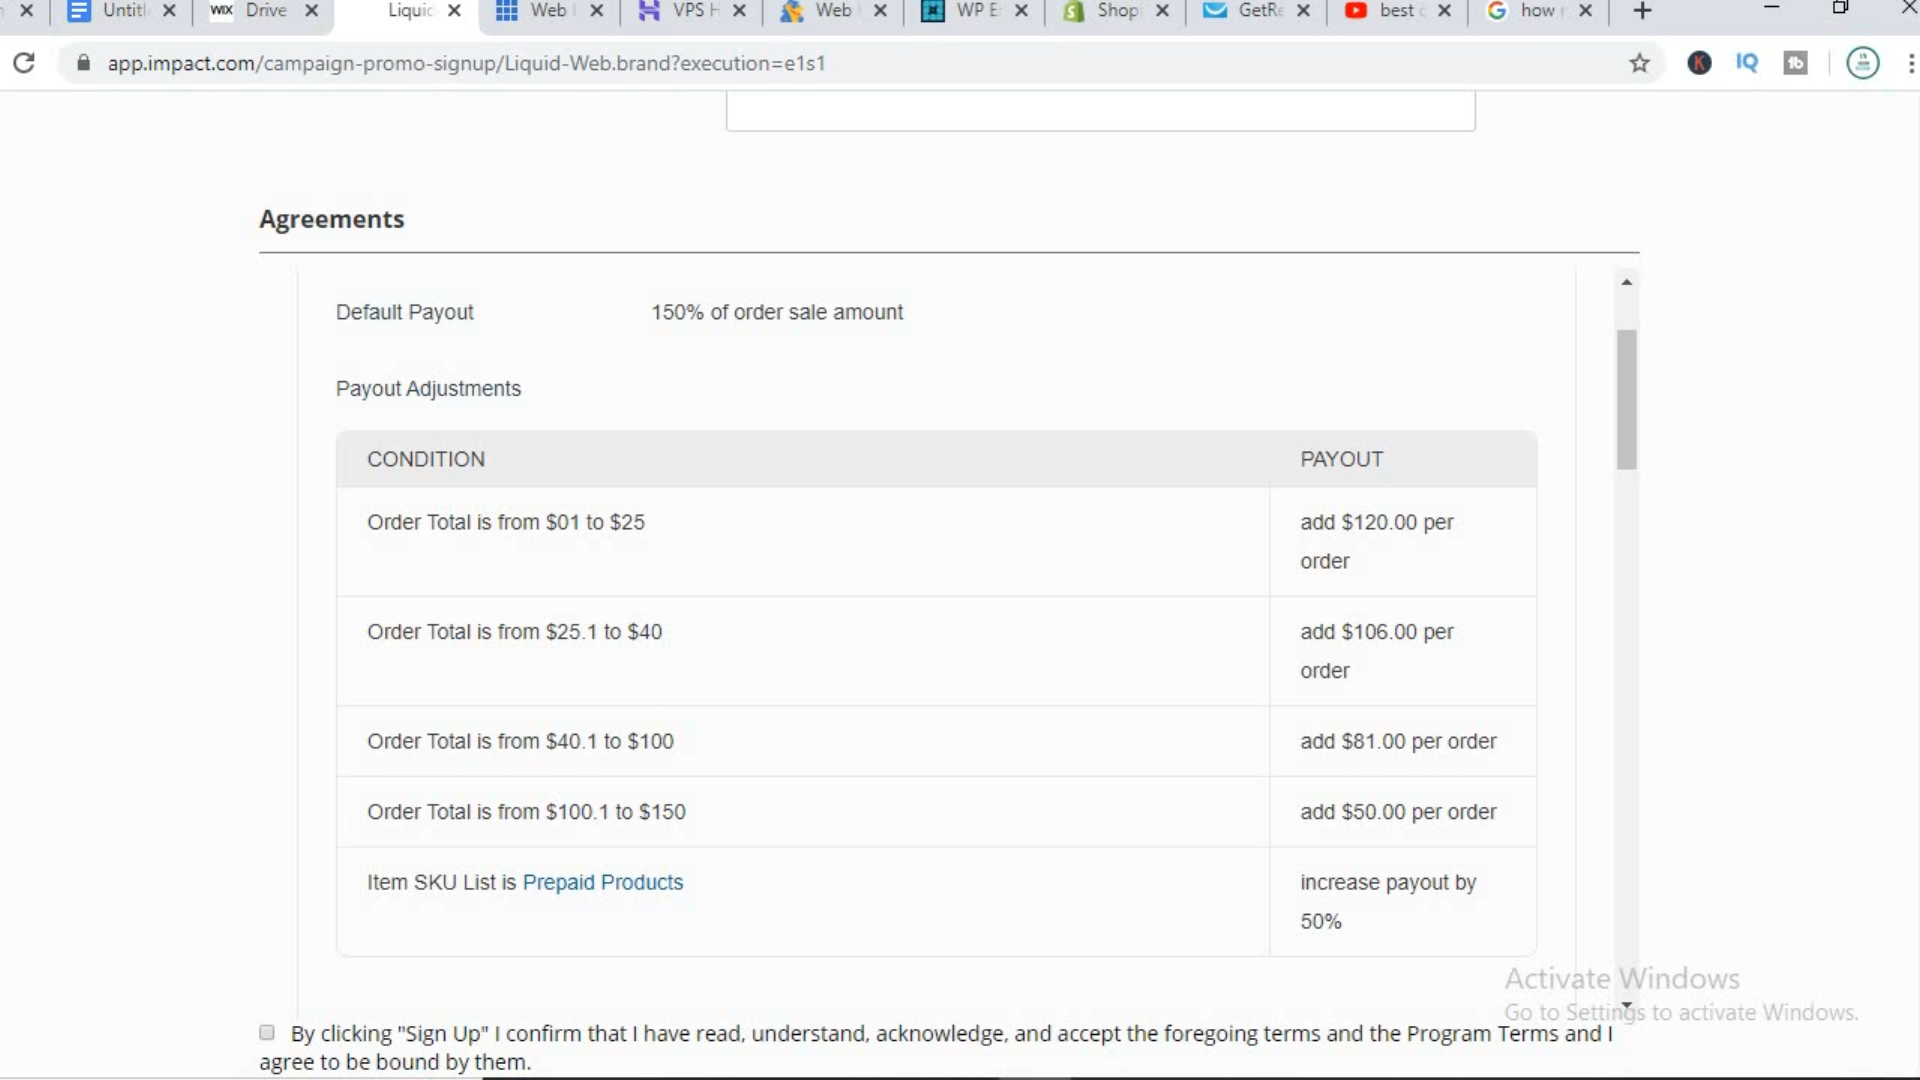 Untitl
WIX Drive
Liquid
Web
VPS H
Web
WP E
Shop
GetRe
best
G how
app.impact.com/campaign-promo-signup/Liquid-Web.brand?execution=e1s1
K
IQ
tb
Agreements
Default Payout 150% of order sale amount
Payout Adjustments
CONDITION PAYOUT
Order Total is from $01 to $25 add $120.00 per
order
Order Total is from $25.1 to $40 add $106.00 per
order
Order Total is from $40.1 to $100 add $81.00 per order
Order Total is from $100.1 to $150 add $50.00 per order
Item SKU List is Prepaid Products increase payout by
50%
Activate Windows
Go to Settings to activate Windows.
By clicking "Sign Up" I confirm that I have read, understand, acknowledge, and accept the foregoing terms and the Program Terms and I
agree to be bound by them.